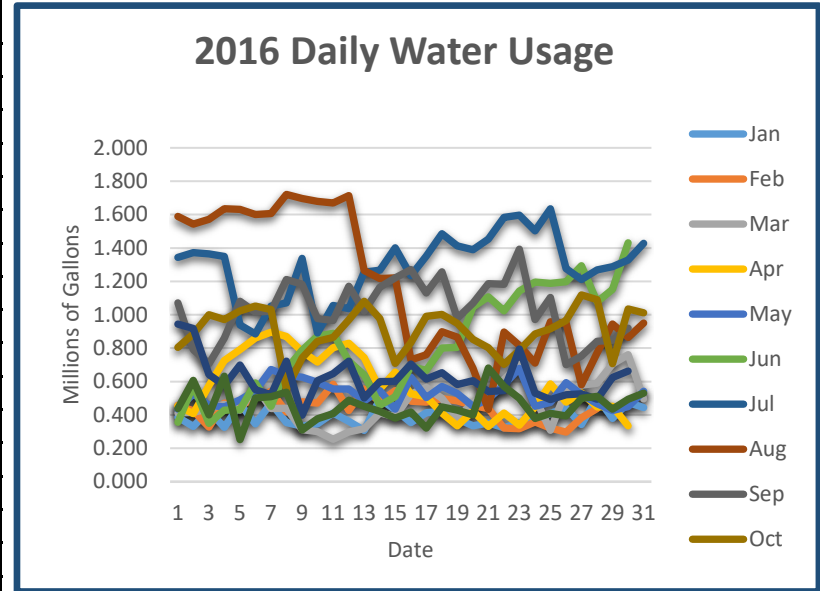 2016 Daily Water Usage
Millions of Gallons
2.000
1.800
1.600
1.400
1.200
1.000
0.800
0.600
0.400
0.200
0.000
1 3 5 7 9 11 13 15 17 19 21 23 25 27 29 31
Date
Jan
Feb
Mar
Apr
May
Jun
Jul
Aug
Sep
Oct